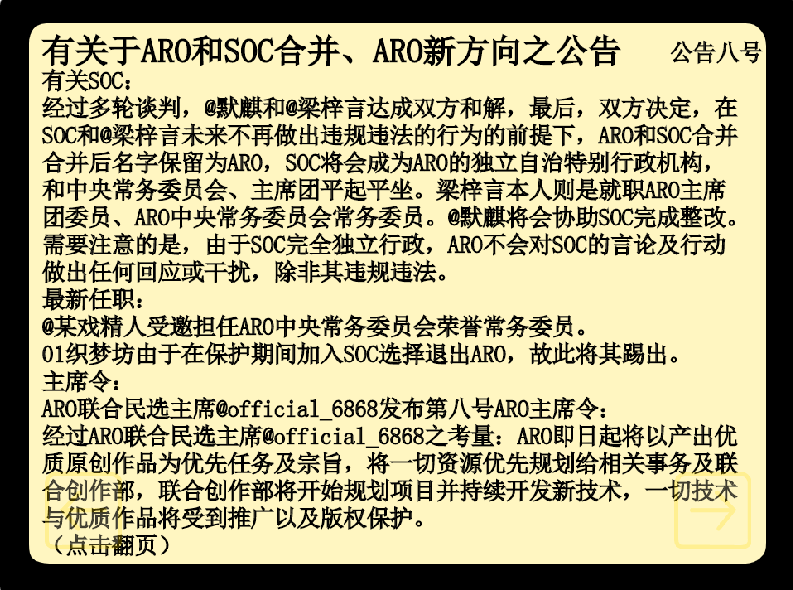 有关于ARO和SOC合并、ARO新方向之公告 公告八号
有关SOC：
经过多轮谈判，@默麒和@梁梓言达成双方和解，最后，双方决定，在
SOC和@梁梓言未来不再做出违规违法的行为的前提下，ARO和SOC合并
合并后名字保留为ARO，SOC将会成为ARO的独立自治特别行政机构，
和中央常务委员会、主席团平起平坐。梁梓言本人则是就职ARO主席
团委员、ARO中央常务委员会常务委员。@默麒将会协助SOC完成整改。
需要注意的是，由于SOC完全独立行政，ARO不会对SOC的言论及行动
做出任何回应或干扰，除非其违规违法。
最新任职：
@某戏精人受邀担任ARO中央常务委员会荣誉常务委员。
01织梦坊由于在保护期间加入SOC选择退出ARO，故此将其踢出。
主席令：
ARO联合民选主席@official_6868发布第八号ARO主席令：
经过ARO联合民选主席@official_6868之考量：ARO即日起将以产出优
质原创作品为优先任务及宗旨，将一切资源优先规划给相关事务及联
合创作部，联合创作部将开始规划项目并持续开发新技术，一切技术
与优质作品将受到推广以及版权保护。
（点击翻页）